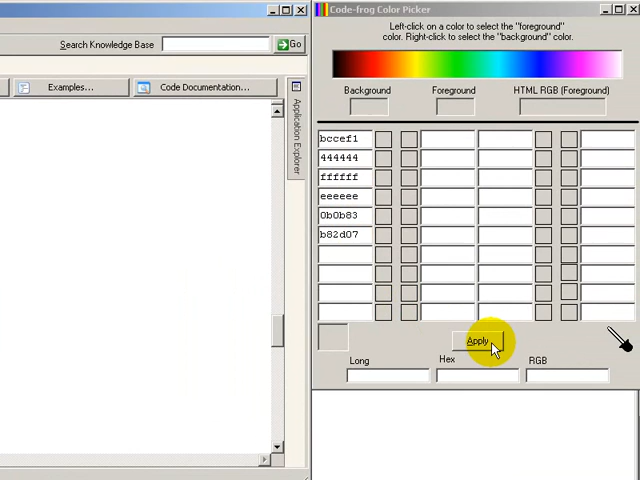 Code-frog Color Picker
Left-click on a color to select the "foreground"
color. Right-click to select the "background" color.
Search Knowledge Base
Go
Examples...
Code Documentation...
Application Explorer
Background
Foreground
HTML RGB (Foreground)
bccef1
444444
ffffff
eeeeee
0b0b83
b82d07
Apply
Long
Hex
RGB